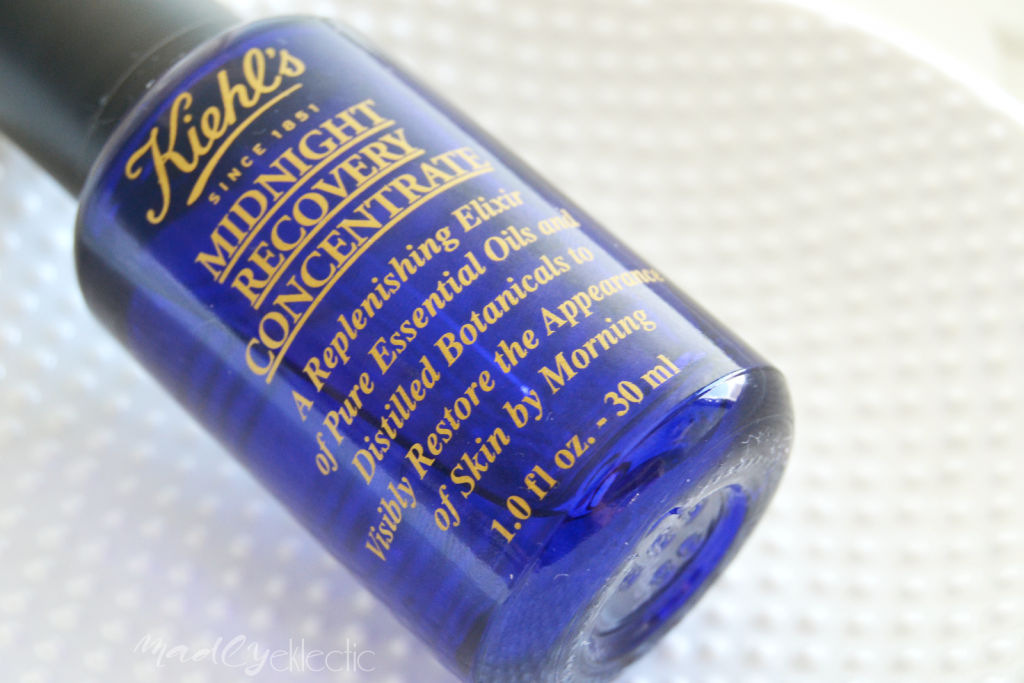 Kiehl's
SINCE 1851
MIDNIGHT
RECOVERY
CONCENTRATE
A Replenishing Elixir
of Pure Essential Oils and
Distilled Botanicals to
Visibly Restore the Appearance
of Skin by Morning
1.0 fl oz. - 30 ml
madlyeklectic